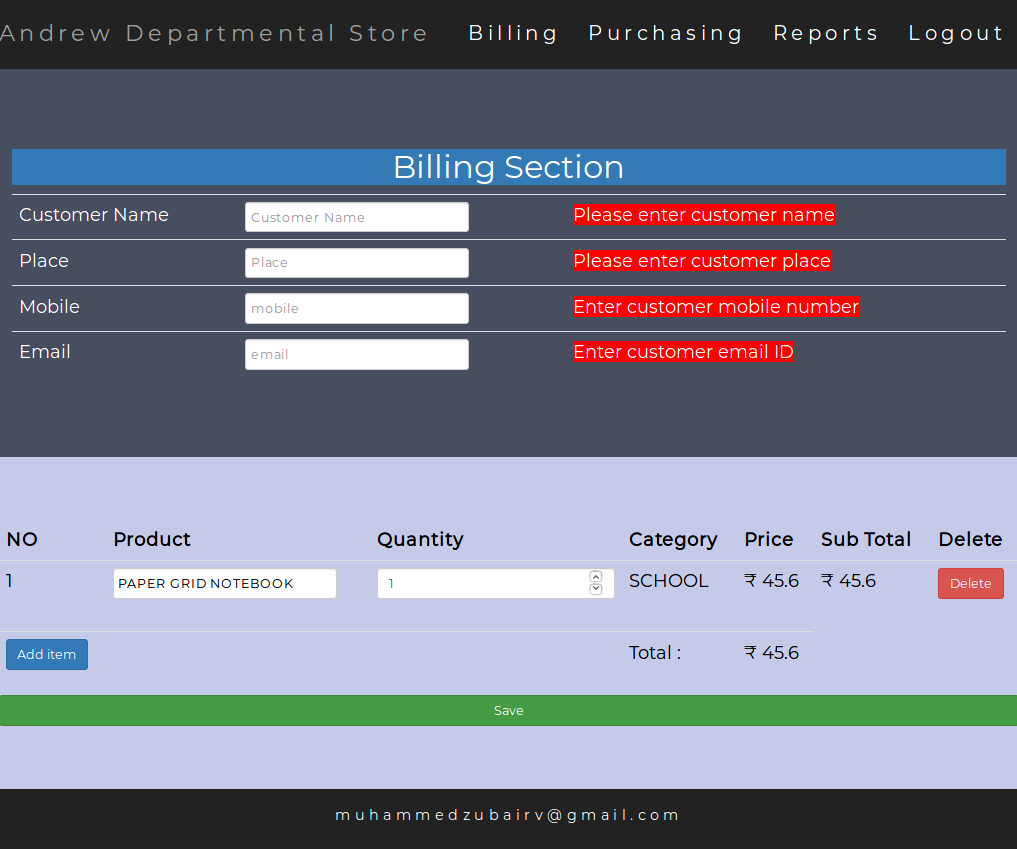 Andrew Departmental Store Billing Purchasing Reports Logout
Billing Section
Customer Name Customer Name Please enter customer name
Place Place Please enter customer place
Mobile mobile Enter customer mobile number
Email email Enter customer email ID
NO Product Quantity Category Price Sub Total Delete
1 PAPER GRID NOTEBOOK 1 SCHOOL ₹ 45.6 ₹ 45.6 Delete
Add item Total : ₹ 45.6
Save
muhammedzubairv@gmail.com